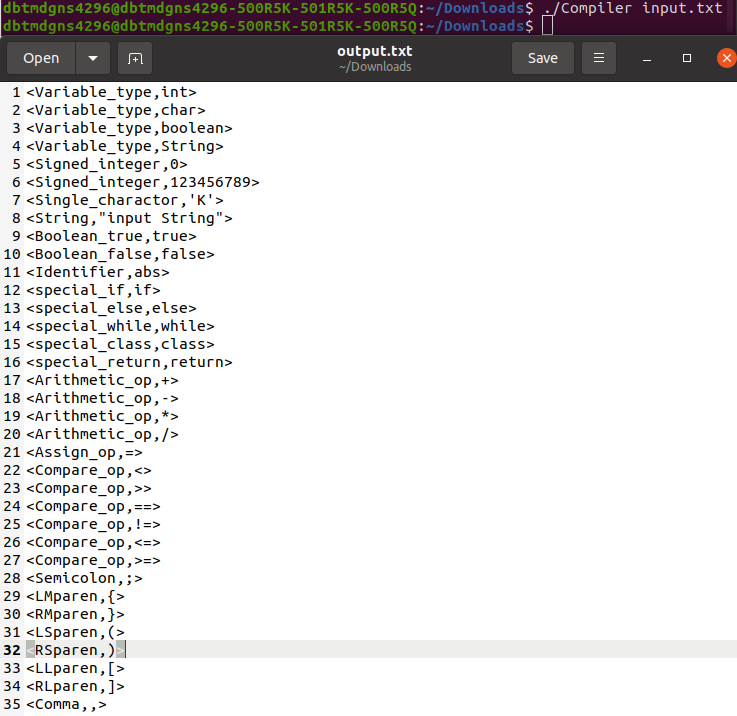 dbtmdgns4296@dbtmdgns4296-500R5K-501R5K-500R5Q:~/Downloads$ ./Compiler input.txt
dbtmdgns4296@dbtmdgns4296-500R5K-501R5K-500R5Q:~/Downloads$
Open output.txt Save
~/Downloads
1 <Variable_type,int>
2 <Variable_type,char>
3 <Variable_type,boolean>
4 <Variable_type,String>
5 <Signed_integer,0>
6 <Signed_integer,123456789>
7 <Single_charactor,'K'>
8 <String,"input String">
9 <Boolean_true,true>
10 <Boolean_false,false>
11 <Identifier,abs>
12 <special_if,if>
13 <special_else,else>
14 <special_while,while>
15 <special_class,class>
16 <special_return,return>
17 <Arithmetic_op,+>
18 <Arithmetic_op,->
19 <Arithmetic_op,*>
20 <Arithmetic_op,/>
21 <Assign_op,=>
22 <Compare_op,<>
23 <Compare_op,>>
24 <Compare_op,==>
25 <Compare_op,!=>
26 <Compare_op,<=>
27 <Compare_op,>=>
28 <Semicolon,;>
29 <LMparen,{>
30 <RMparen,}>
31 <LSparen,(>
32 <RSparen,)>
33 <LLparen,[>
34 <RLparen,]>
35 <Comma,,>